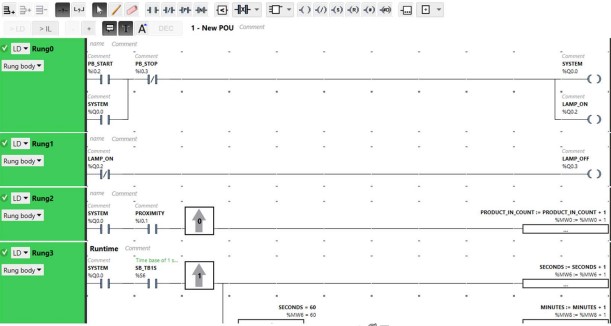 < LD > IL DEC 1 - New POU Comment
LD Rung0
Rung body
name Comment
Comment Comment Comment
PB_START PB_STOP SYSTEM
%I0.2 %I0.3 %Q0.0
Comment Comment
SYSTEM LAMP_ON
%Q0.0 %Q0.2
LD Rung1
Rung body
name Comment
Comment Comment
LAMP_ON LAMP_OFF
%Q0.2 %Q0.3
LD Rung2
Rung body
name Comment
Comment Comment
SYSTEM PROXIMITY 0 PRODUCT_IN_COUNT := PRODUCT_IN_COUNT + 1
%Q0.0 %I0.1 %MW0 := %MW0 + 1
...
LD Rung3
Rung body
Runtime Comment
Comment Time base of 1 s...
SYSTEM SB_TB1S 1 SECONDS := SECONDS + 1
%Q0.0 %S6 %MW6 := %MW6 + 1
...
SECONDS = 60 MINUTES := MINUTES + 1
%MW6 = 60 %MW8 := %MW8 + 1